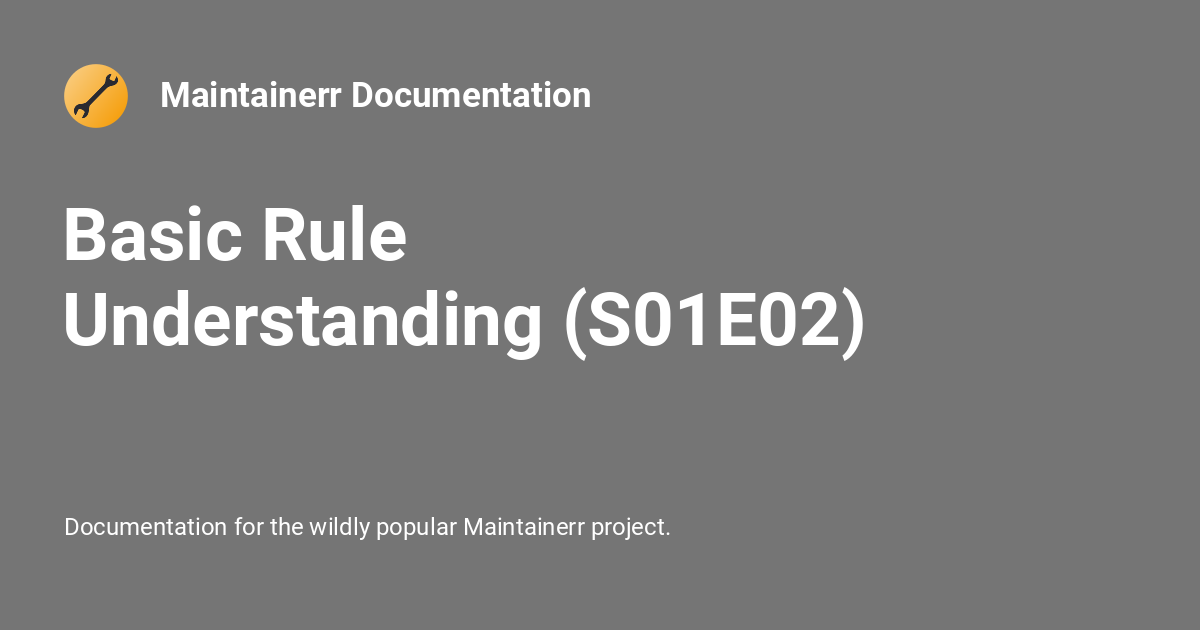 Maintainerr Documentation
Basic Rule
Understanding (S01E02)
Documentation for the wildly popular Maintainerr project.